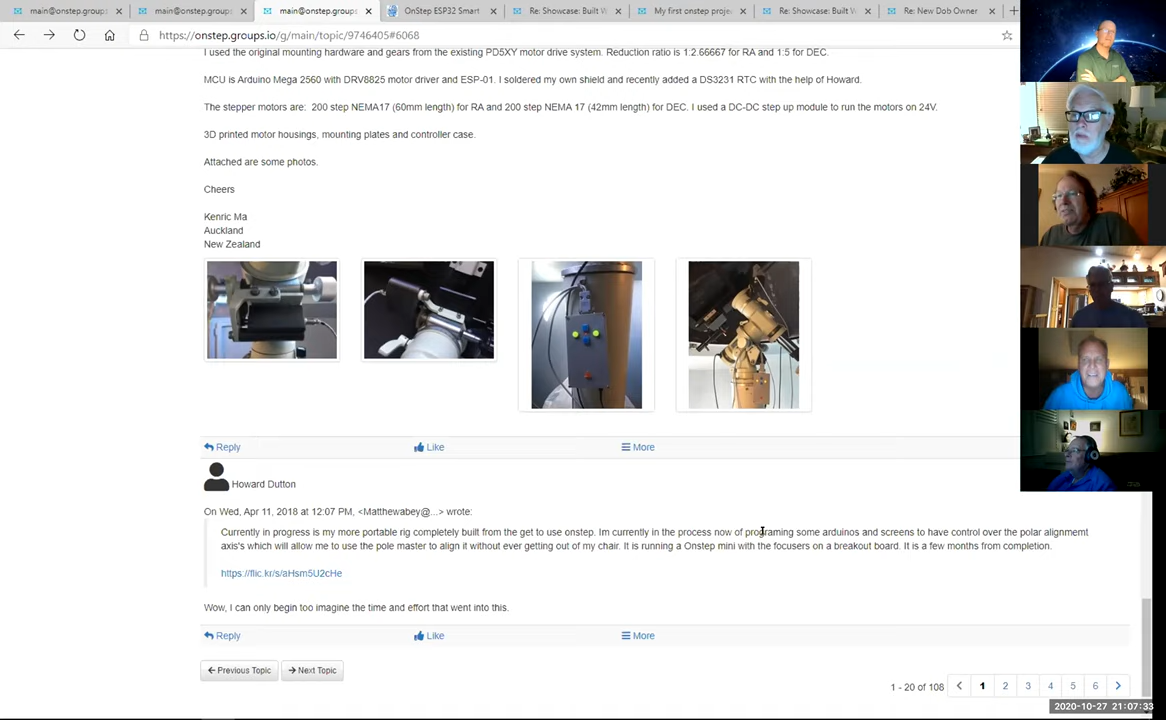 main@onstep.groups
main@onstep.groups
main@onstep.groups
OnStep ESP32 Smart
Re: Showcase: Built W
My first onstep proje
Re: Showcase: Built W
Re: New Dob Owner
https://onstep.groups.io/g/main/topic/9746405#6068
I used the original mounting hardware and gears from the existing PD5XY motor drive system. Reduction ratio is 1:2.66667 for RA and 1:5 for DEC.
MCU is Arduino Mega 2560 with DRV8825 motor driver and ESP-01. I soldered my own shield and recently added a DS3231 RTC with the help of Howard.
The stepper motors are: 200 step NEMA17 (60mm length) for RA and 200 step NEMA 17 (42mm length) for DEC. I used a DC-DC step up module to run the motors on 24V.
3D printed motor housings, mounting plates and controller case.
Attached are some photos.
Cheers
Kenric Ma
Auckland
New Zealand
Reply Like More
Howard Dutton
On Wed, Apr 11, 2018 at 12:07 PM, <Matthewabey@...> wrote:
Currently in progress is my more portable rig completely built from the get to use onstep. Im currently in the process now of programing some arduinos and screens to have control over the polar alignmemt
axis's which will allow me to use the pole master to align it without ever getting out of my chair. It is running a Onstep mini with the focusers on a breakout board. It is a few months from completion.
https://flic.kr/s/aHsm5U2cHe
Wow, I can only begin too imagine the time and effort that went into this.
Reply Like More
Previous Topic Next Topic
1 - 20 of 108 1 2 3 4 5 6
2020-10-27 21:07:33